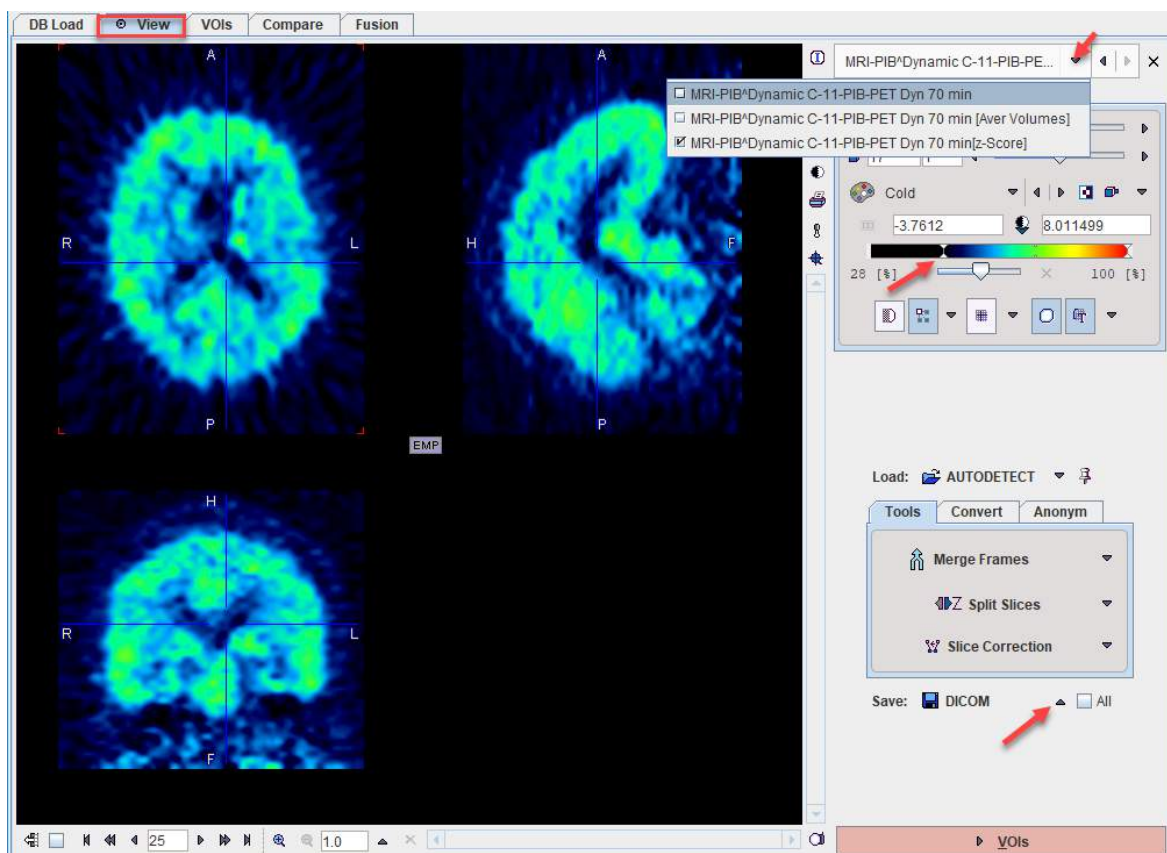 DB Load View VOIs Compare Fusion
MRI-PIB^Dynamic C-11-PIB-PE...
MRI-PIB^Dynamic C-11-PIB-PET Dyn 70 min
MRI-PIB^Dynamic C-11-PIB-PET Dyn 70 min [Aver Volumes]
MRI-PIB^Dynamic C-11-PIB-PET Dyn 70 min[z-Score]
A
R
L
P
A
H
F
P
EMP
H
R
L
F
Cold
-3.7612 8.011499
28 [%] 100 [%]
Load: AUTODETECT
Tools Convert Anonym
Merge Frames
Split Slices
Slice Correction
Save: DICOM All
25 1.0
VOIs